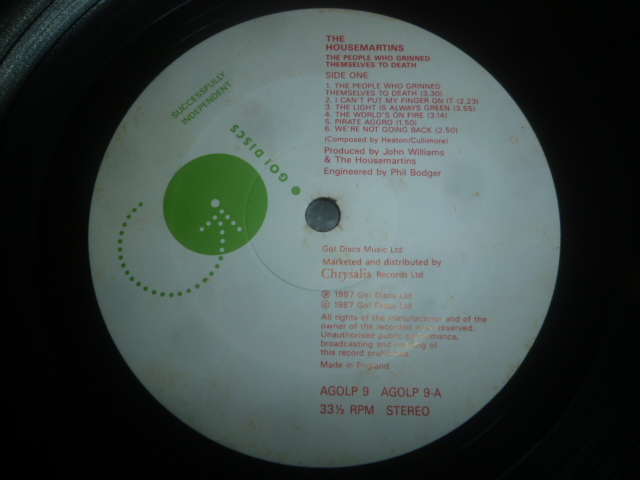 THE
HOUSEMARTINS
THE PEOPLE WHO GRINNED
THEMSELVES TO DEATH
SIDE ONE
1. THE PEOPLE WHO GRINNED
THEMSELVES TO DEATH (3.30)
2. I CAN'T PUT MY FINGER ON IT (2.23)
3. THE LIGHT IS ALWAYS GREEN (3.55)
4. THE WORLD'S ON FIRE (3.14)
5. PIRATE AGGRO (1.50)
6. WE'RE NOT GOING BACK (2.50)
(Composed by Heaton/Cullimore)
Produced by John Williams
& The Housemartins
Engineered by Phil Bodger
SUCCESSFULLY
INDEPENDENT
GO! DISCS
Go! Discs Music Ltd
Marketed and distributed by
Chrysalis Records Ltd
℗ 1987 Go! Discs Ltd
© 1987 Go! Discs Ltd
All rights of the manufacturer and of the
owner of the recorded work reserved.
Unauthorised public performance,
broadcasting and copying of
this record prohibited.
Made in England
AGOLP 9 AGOLP 9-A
33⅓ RPM STEREO